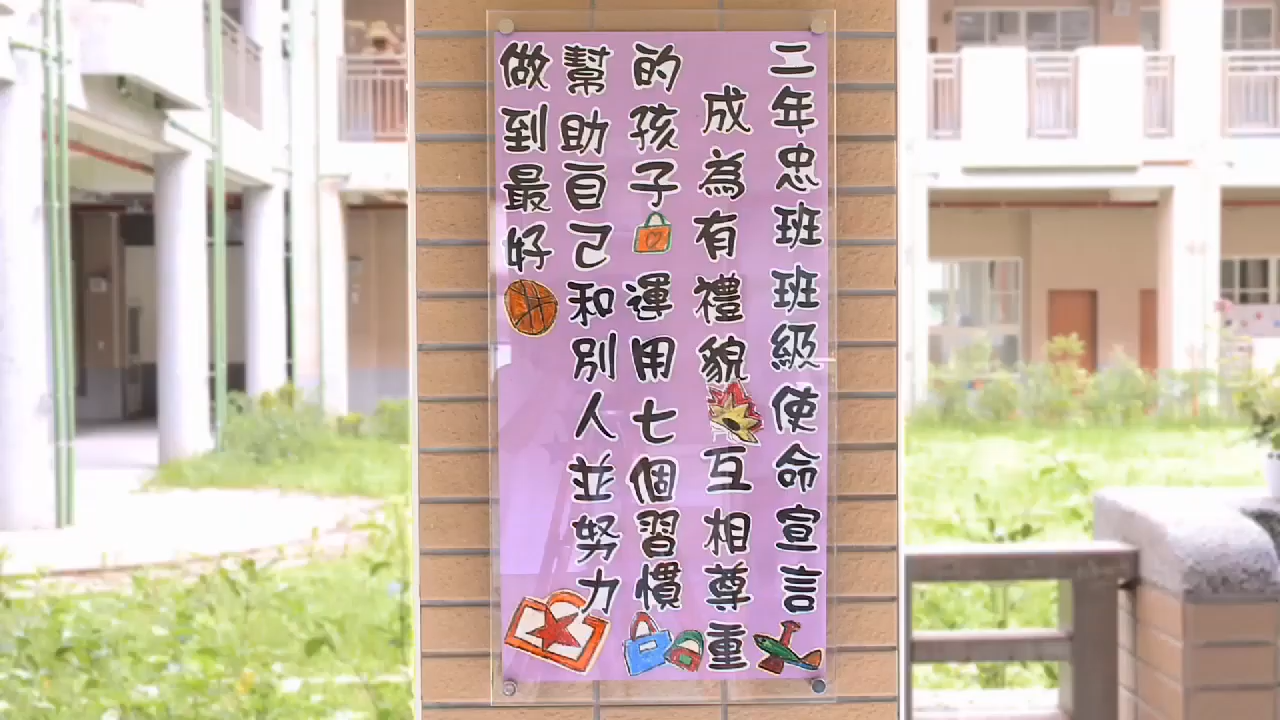 二年忠班班級使命宣言
成為有禮貌互相尊重
的孩子運用七個習慣
幫助自己和別人並努力
做到最好